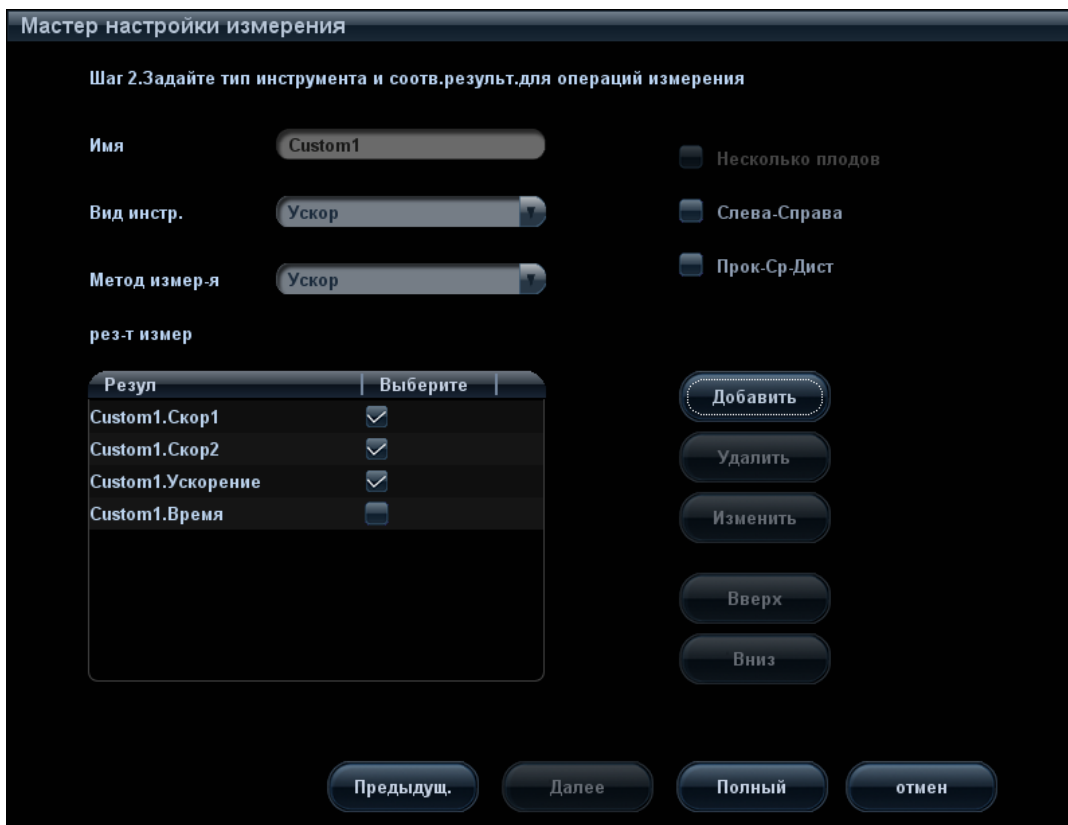 Мастер настройки измерения
Шаг 2.Задайте тип инструмента и соотв.результ.для операций измерения
Имя Custom1
Несколько плодов
Вид инстр. Ускор
Слева-Справа
Метод измер-я Ускор
Прок-Ср-Дист
рез-т измер
Резул Выберите
Custom1.Скор1
Custom1.Скор2
Custom1.Ускорение
Custom1.Время
Добавить
Удалить
Изменить
Вверх
Вниз
Предыдущ. Далее Полный отмен